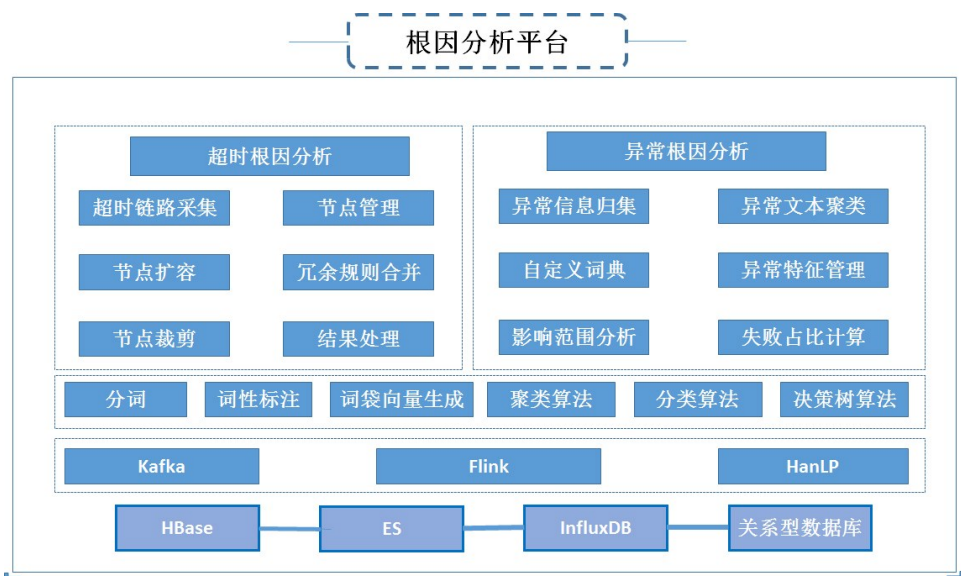 根因分析平台
超时根因分析
异常根因分析
超时链路采集
节点管理
异常信息归集
异常文本聚类
节点扩容
冗余规则合并
自定义词典
异常特征管理
节点裁剪
结果处理
影响范围分析
失败占比计算
分词
词性标注
词袋向量生成
聚类算法
分类算法
决策树算法
Kafka
Flink
HanLP
HBase
ES
InfluxDB
关系型数据库